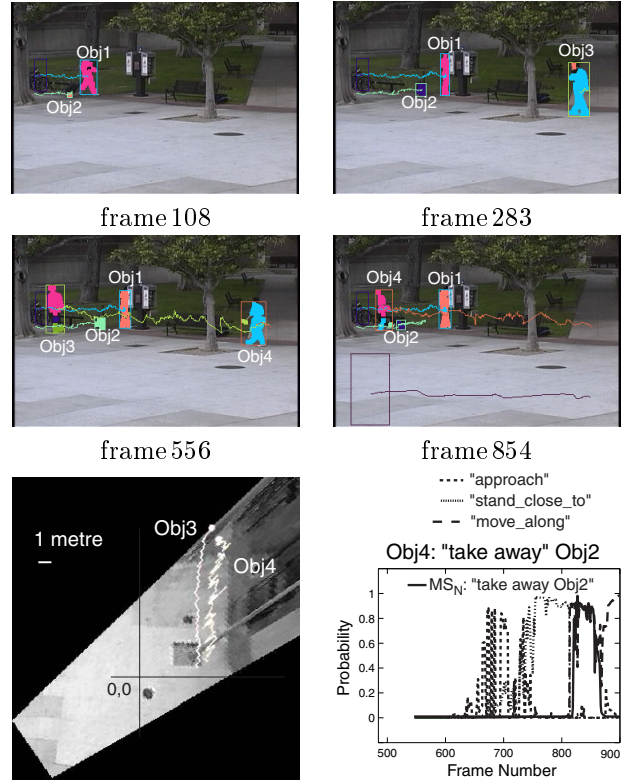 Obj1
Obj2
frame 108
Obj1
Obj3
Obj2
frame 283
Obj1
Obj2
Obj3
Obj4
frame 556
Obj4
Obj1
Obj2
frame 854
1 metre
Obj3
Obj4
0,0
"approach"
"stand_close_to"
"move_along"
Obj4: "take away" Obj2
MS_N: "take away Obj2"
Probability
1
0.8
0.6
0.4
0.2
0
500 600 700 800 900
Frame Number